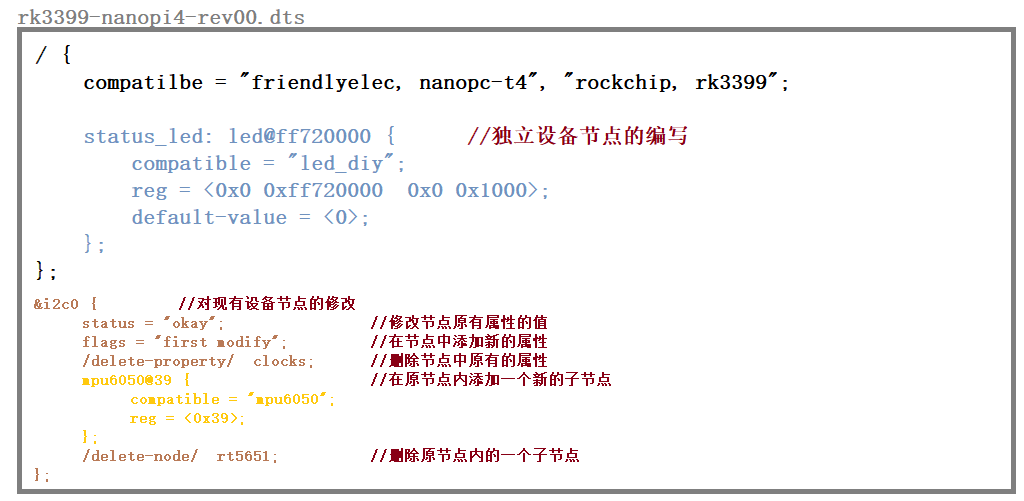 rk3399-nanopi4-rev00.dts
/ {
compatilbe = "friendlyelec, nanopc-t4", "rockchip, rk3399";
status_led: led@ff720000 { //独立设备节点的编写
compatible = "led_diy";
reg = <0x0 0xff720000 0x0 0x1000>;
default-value = <0>;
};
};
&i2c0 { //对现有设备节点的修改
status = "okay"; //修改节点原有属性的值
flags = "first modify"; //在节点中添加新的属性
/delete-property/ clocks; //删除节点中原有的属性
mpu6050@39 { //在原节点内添加一个新的子节点
compatible = "mpu6050";
reg = <0x39>;
};
/delete-node/ rt5651; //删除原节点内的一个子节点
};